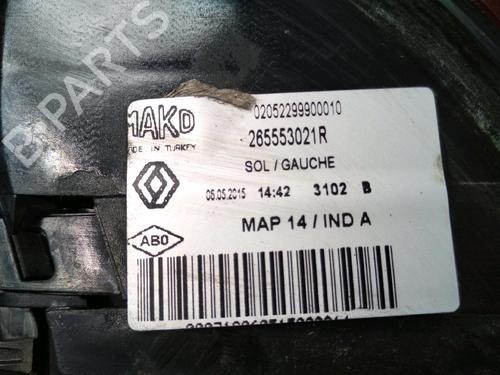 B-PARTS
MAKO
02052299900010
MADE IN TURKEY
265553021R
SOL / GAUCHE
06.05.2015 14:42 3102 B
MAP 14 / IND A
ABO